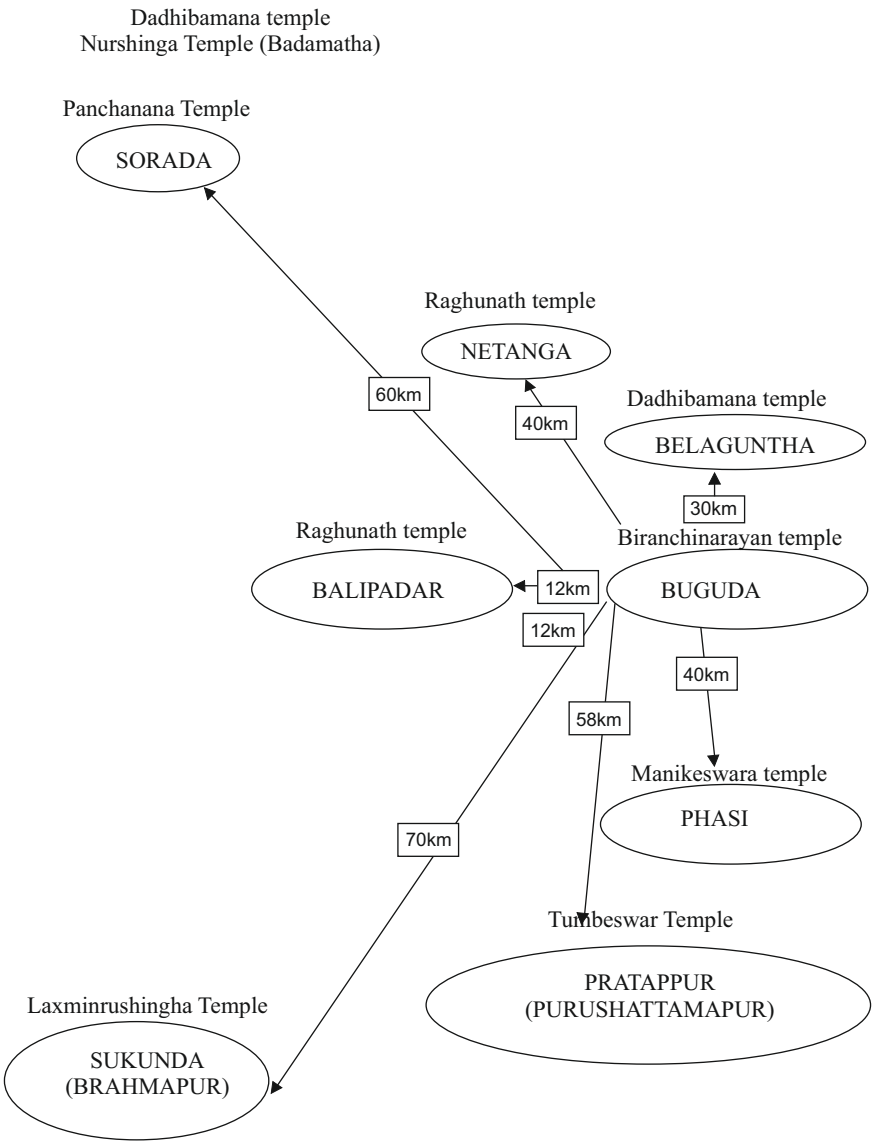 Dadhibamana temple
Nurshinga Temple (Badamatha)
Panchanana Temple
SORADA
Raghunath temple
NETANGA
60km
Dadhibamana temple
40km
BELAGUNTHA
30km
Raghunath temple
Biranchinarayan temple
BALIPADAR
12km
BUGUDA
12km
40km
58km
Manikeswara temple
PHASI
70km
Tumbeswar Temple
PRATAPPUR
(PURUSHATTAMAPUR)
Laxminrushingha Temple
SUKUNDA
(BRAHMAPUR)